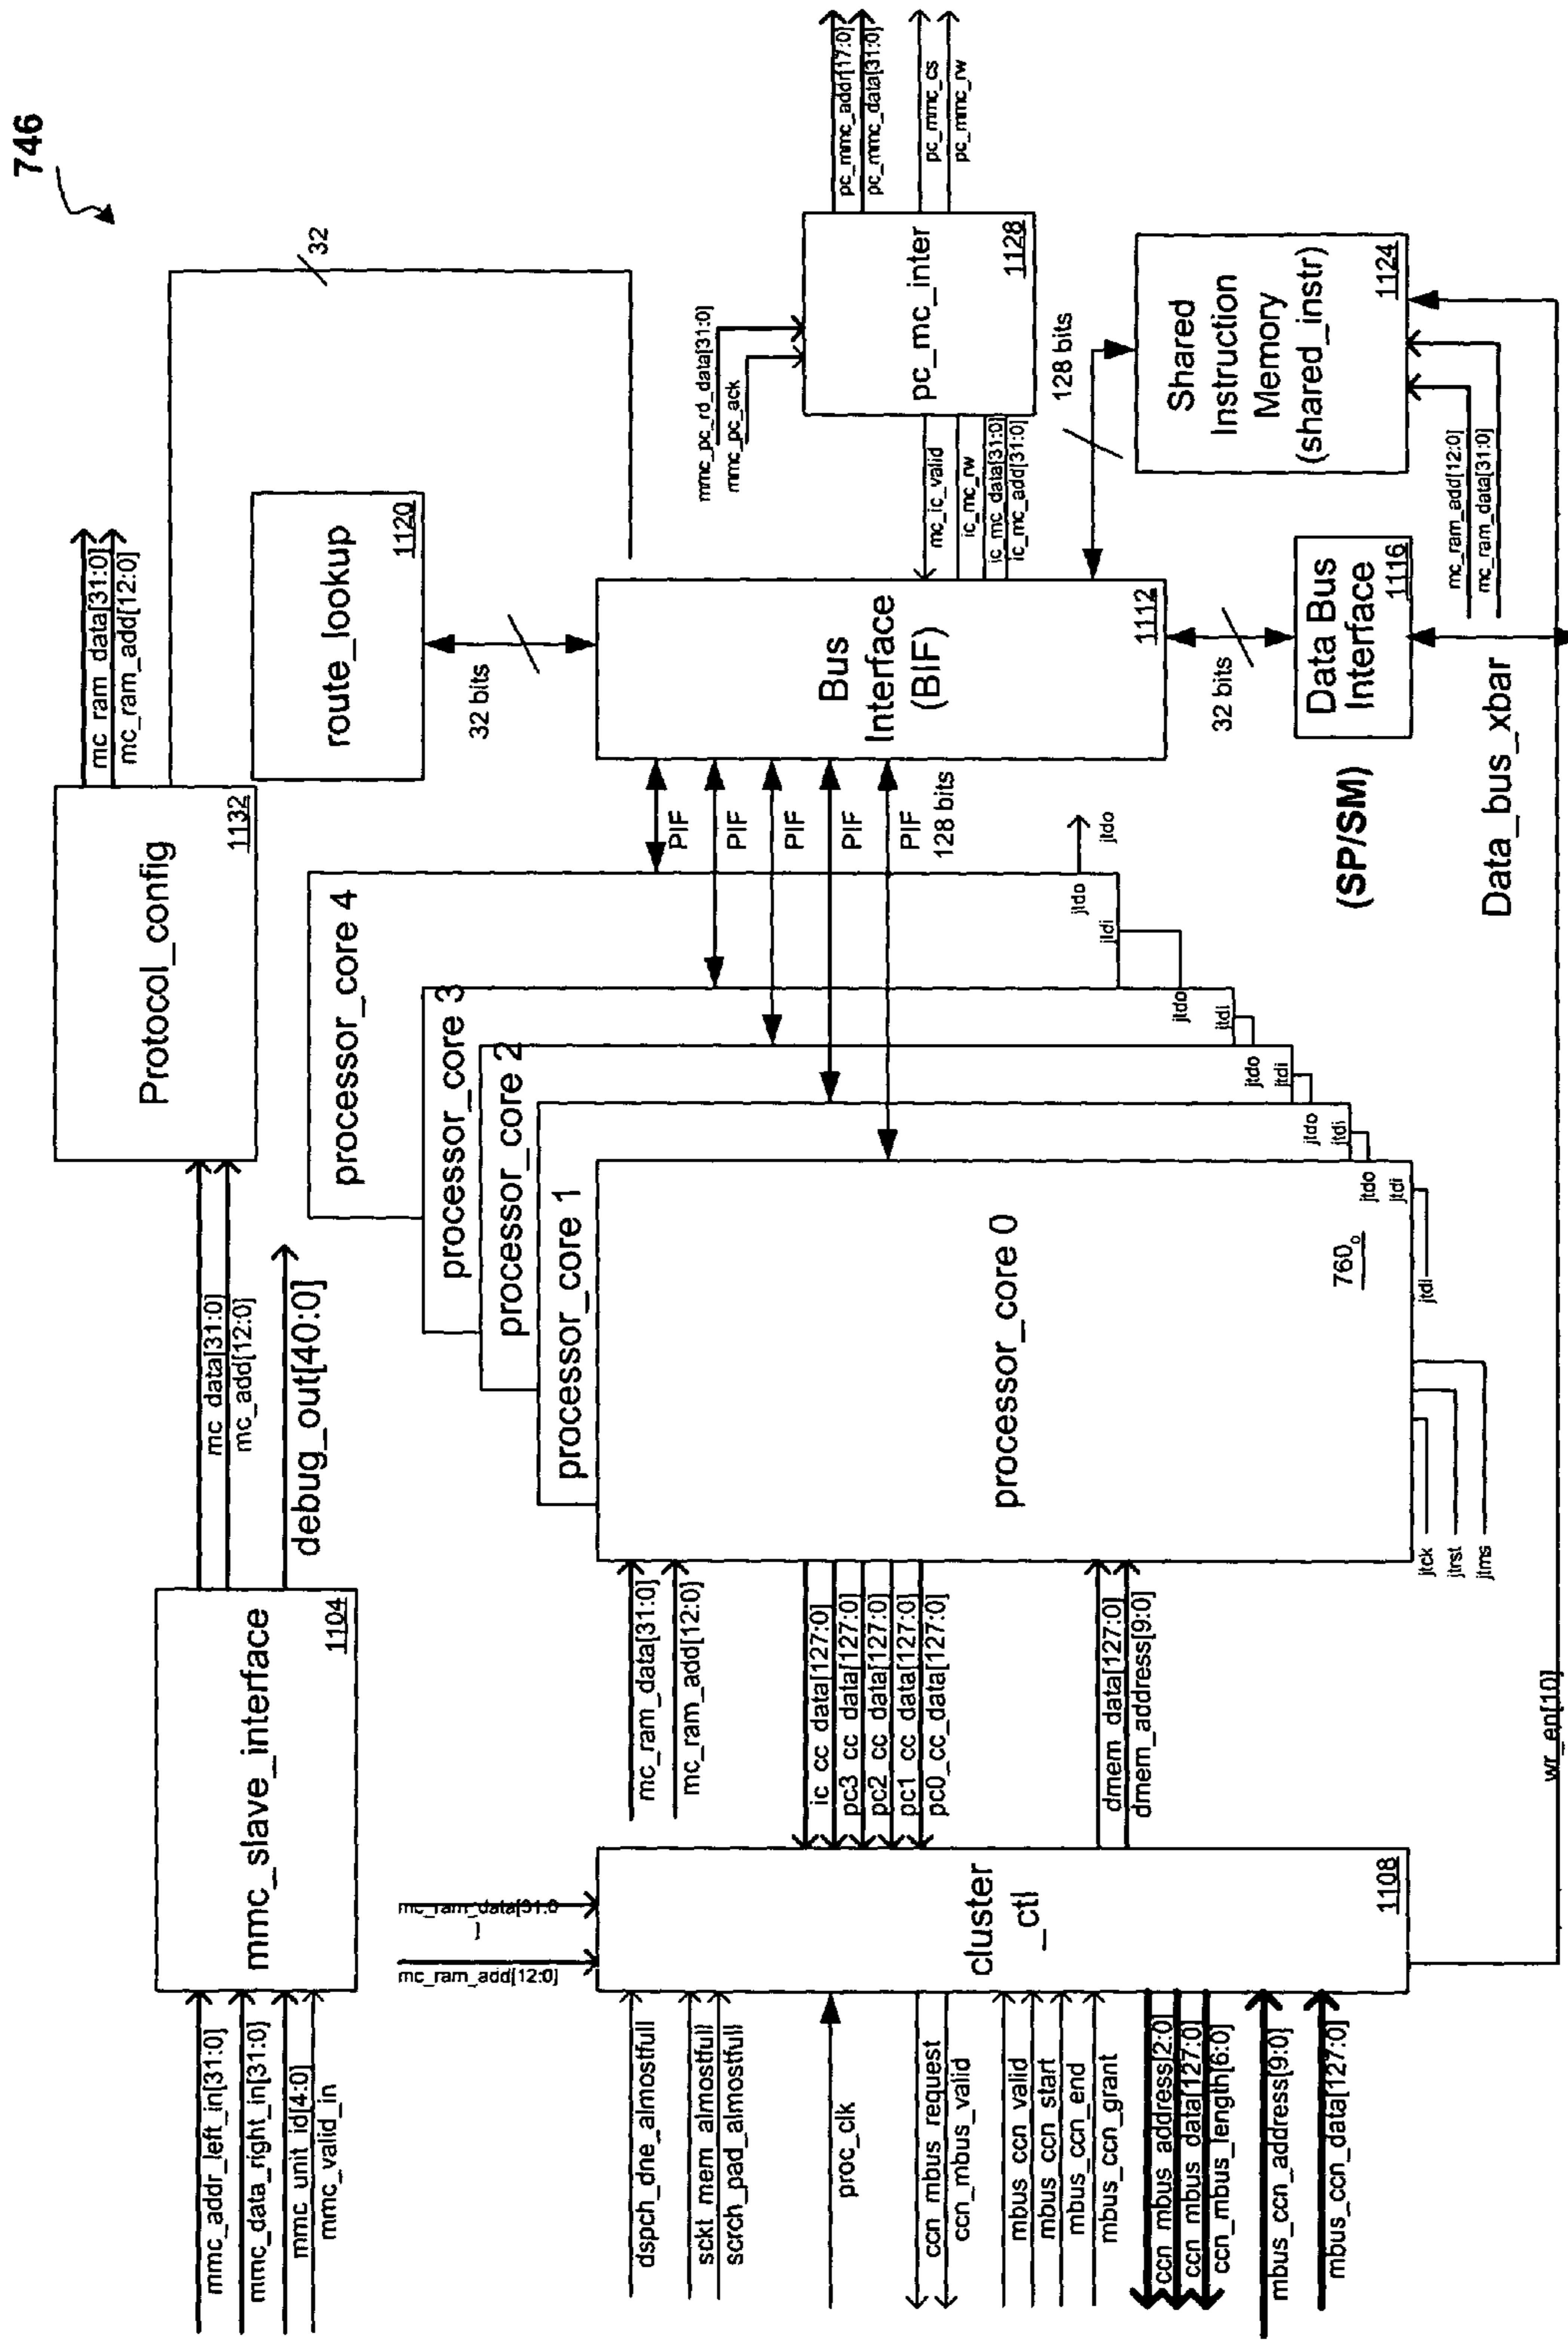 746
mmc_addr_left_in[31:0]
mmc_data_right_in[31:0]
mmc_unit_id[4:0]
mmc_valid_in
mmc_slave_interface
1104
mc_data[31:0]
mc_add[12:0]
debug_out[40:0]
Protocol_config
1132
mc_ram_data[31:0]
mc_ram_add[12:0]
32
route_lookup
1120
32 bits
mc_ram_data[31:0
]
mc_ram_add[12:0]
dspch_dne_almostfull
sckt_mem_almostfull
scrch_pad_almostfull
proc_clk
ccn_mbus_request
ccn_mbus_valid
mbus_ccn_valid
mbus_ccn_start
mbus_ccn_end
mbus_ccn_grant
ccn_mbus_address[2:0]
ccn_mbus_data[127:0]
ccn_mbus_length[6:0]
mbus_ccn_address[9:0]
mbus_ccn_data[127:0]
cluster
_ctl
1108
mc_ram_data[31:0]
mc_ram_add[12:0]
ic_cc_data[127:0]
pc3_cc_data[127:0]
pc2_cc_data[127:0]
pc1_cc_data[127:0]
pc0_cc_data[127:0]
dmem_data[127:0]
dmem_address[9:0]
wr_en[10]
processor_core 4
processor_core 3
processor_core 2
processor_core 1
processor_core 0
760₀
jtck
jtrst
jtms
jtdi
jtdi
jtdo
jtdi
jtdo
jtdi
jtdo
jtdi
jtdo
jtdi
jtdo
jtdo
PIF
PIF
PIF
PIF
PIF
128 bits
Bus
Interface
(BIF)
1112
mc_ic_valid
ic_mc_rw
ic_mc_data[31:0]
ic_mc_add[31:0]
mmc_pc_rd_data[31:0]
mmc_pc_ack
pc_mc_inter
1128
pc_mmc_addr[17:0]
pc_mmc_data[31:0]
pc_mmc_cs
pc_mmc_rw
128 bits
Shared
Instruction
Memory
(shared_instr)
1124
mc_ram_add[12:0]
mc_ram_data[31:0]
32 bits
Data Bus
Interface
1116
(SP/SM)
Data_bus_xbar